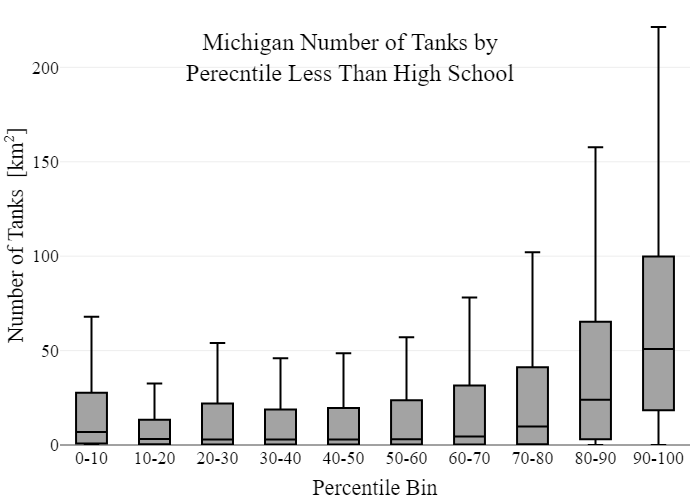 Michigan Number of Tanks by
Perecntile Less Than High School
Number of Tanks [km²]
200
150
100
50
0
0-10 10-20 20-30 30-40 40-50 50-60 60-70 70-80 80-90 90-100
Percentile Bin